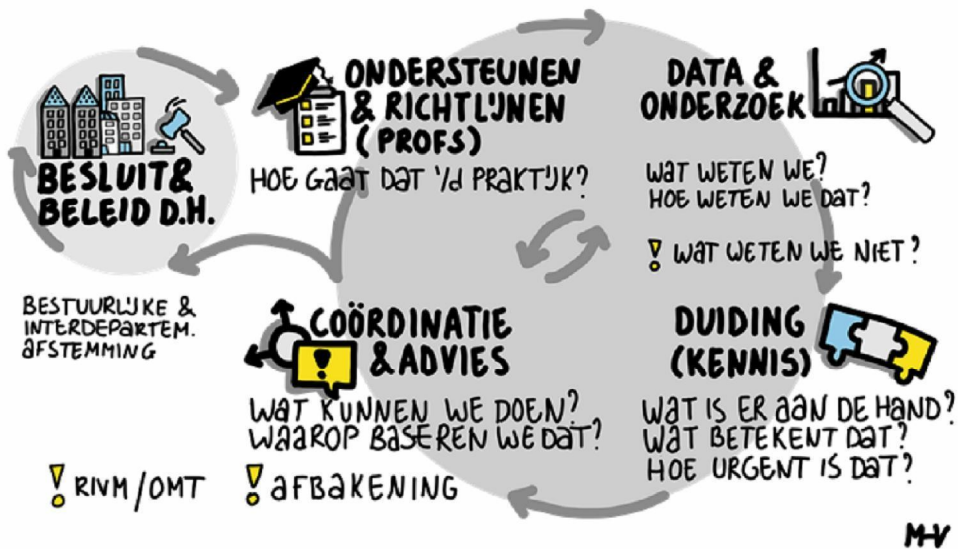 BESLUIT &
BELEID D.H.
BESTUURLIJKE &
INTERDEPARTEM.
AFSTEMMING
! RIVM/OMT
ONDERSTEUNEN
& RICHTLIJNEN
(PROFS)
HOE GAAT DAT '/d PRAKTIJK?
DATA &
ONDERZOEK
WAT WETEN WE?
HOE WETEN WE DAT?
! WAT WETEN WE NIET?
COÖRDINATIE
& ADVIES
WAT KUNNEN WE DOEN?
WAAROP BASEREN WE DAT?
! AFBAKENING
DUIDING
(KENNIS)
WAT IS ER AAN DE HAND?
WAT BETEKENT DAT?
HOE URGENT IS DAT?